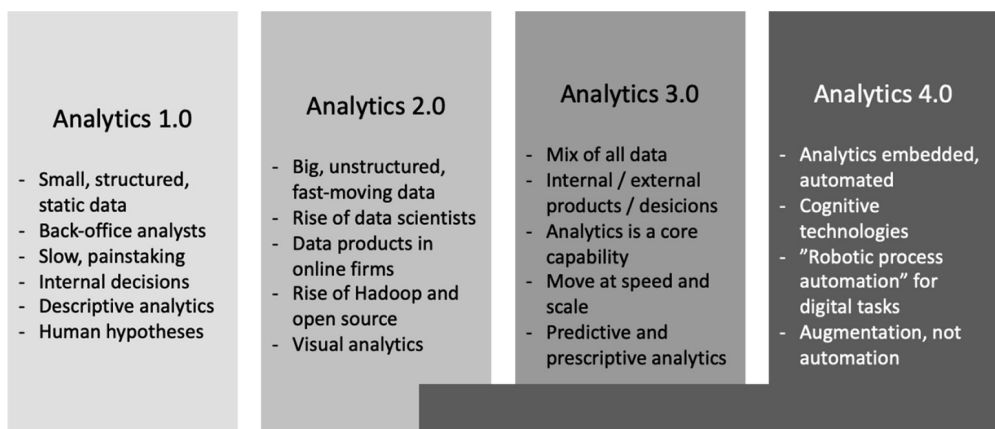 Analytics 1.0
- Small, structured,
static data
- Back-office analysts
- Slow, painstaking
- Internal decisions
- Descriptive analytics
- Human hypotheses
Analytics 2.0
- Big, unstructured,
fast-moving data
- Rise of data scientists
- Data products in
online firms
- Rise of Hadoop and
open source
- Visual analytics
Analytics 3.0
- Mix of all data
- Internal / external
products / desicions
- Analytics is a core
capability
- Move at speed and
scale
- Predictive and
prescriptive analytics
Analytics 4.0
- Analytics embedded,
automated
- Cognitive
technologies
- ”Robotic process
automation” for
digital tasks
- Augmentation, not
automation